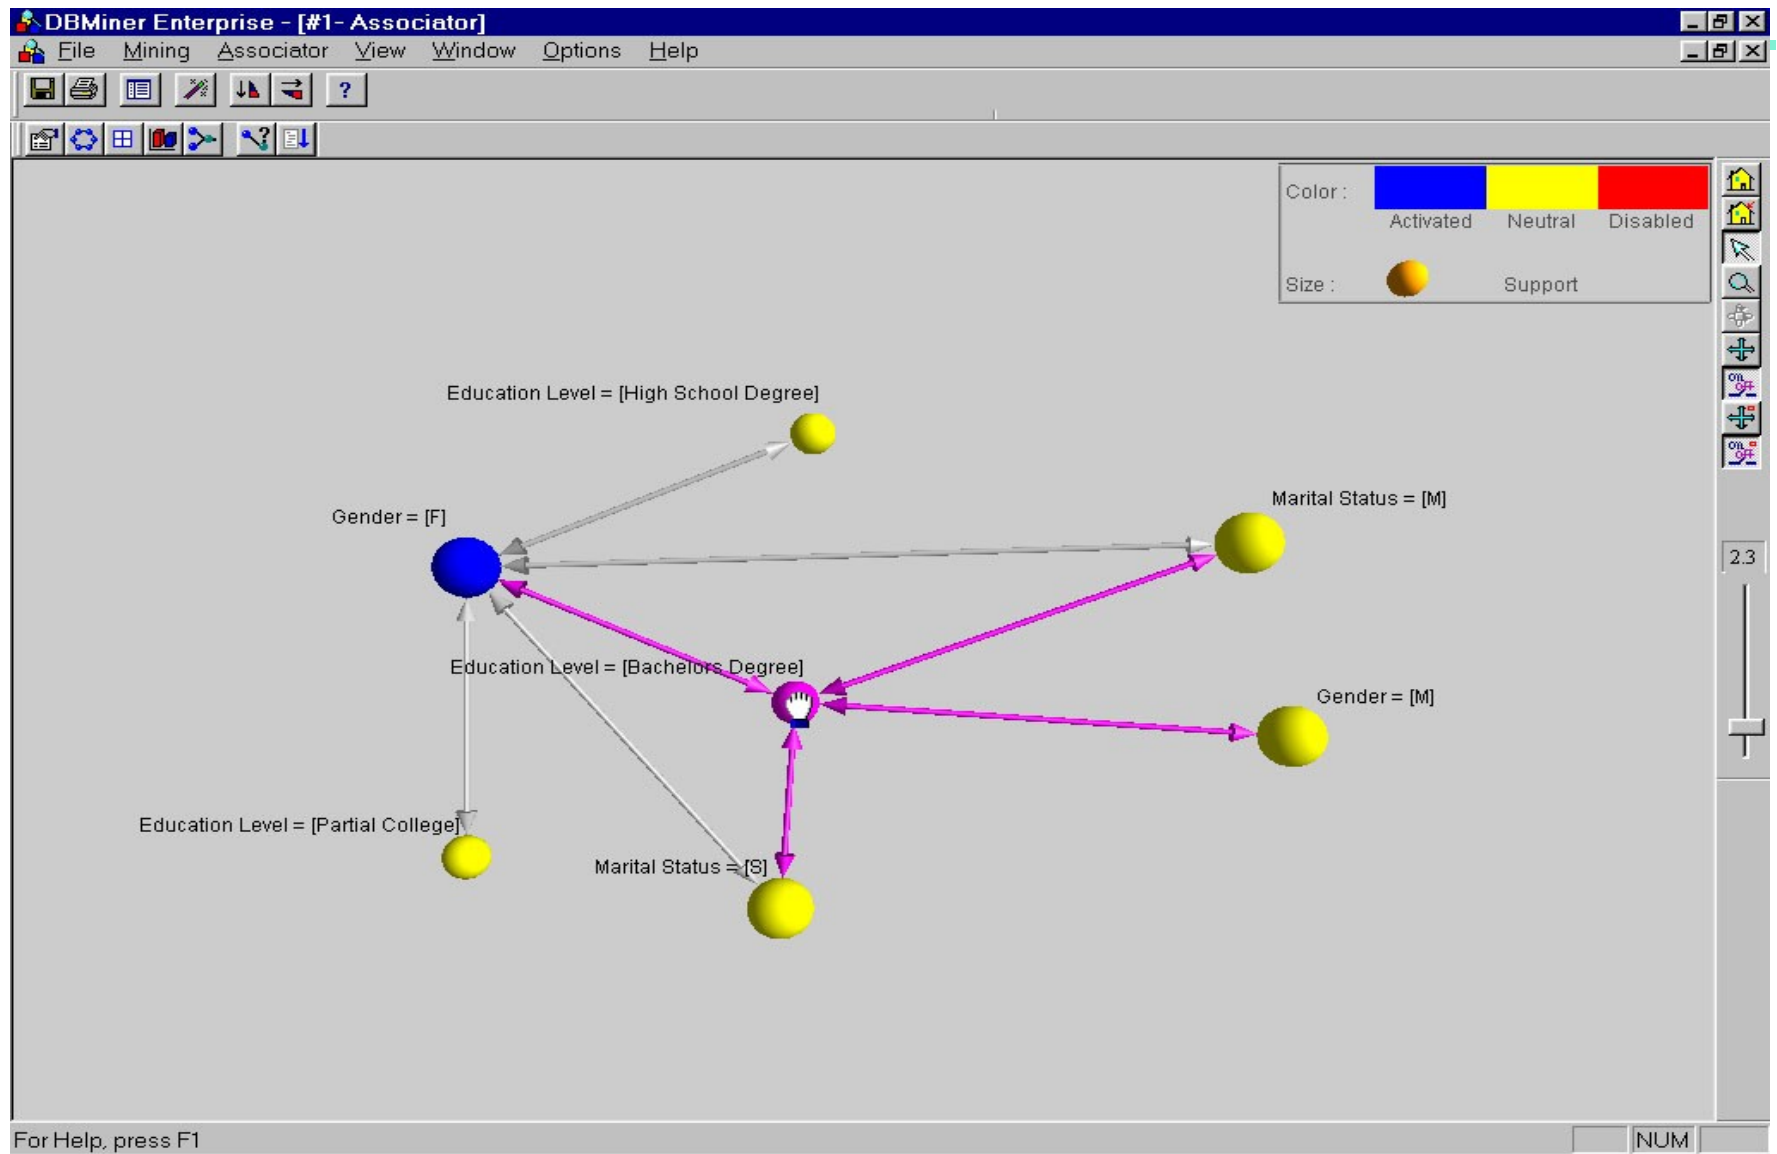 DBMiner Enterprise - [#1- Associator]
File Mining Associator View Window Options Help
Color :
Activated Neutral Disabled
Size : Support
Education Level = [High School Degree]
Marital Status = [M]
Gender = [F]
2.3
Education Level = [Bachelors Degree]
Gender = [M]
Education Level = [Partial College]
Marital Status = [S]
For Help, press F1
NUM